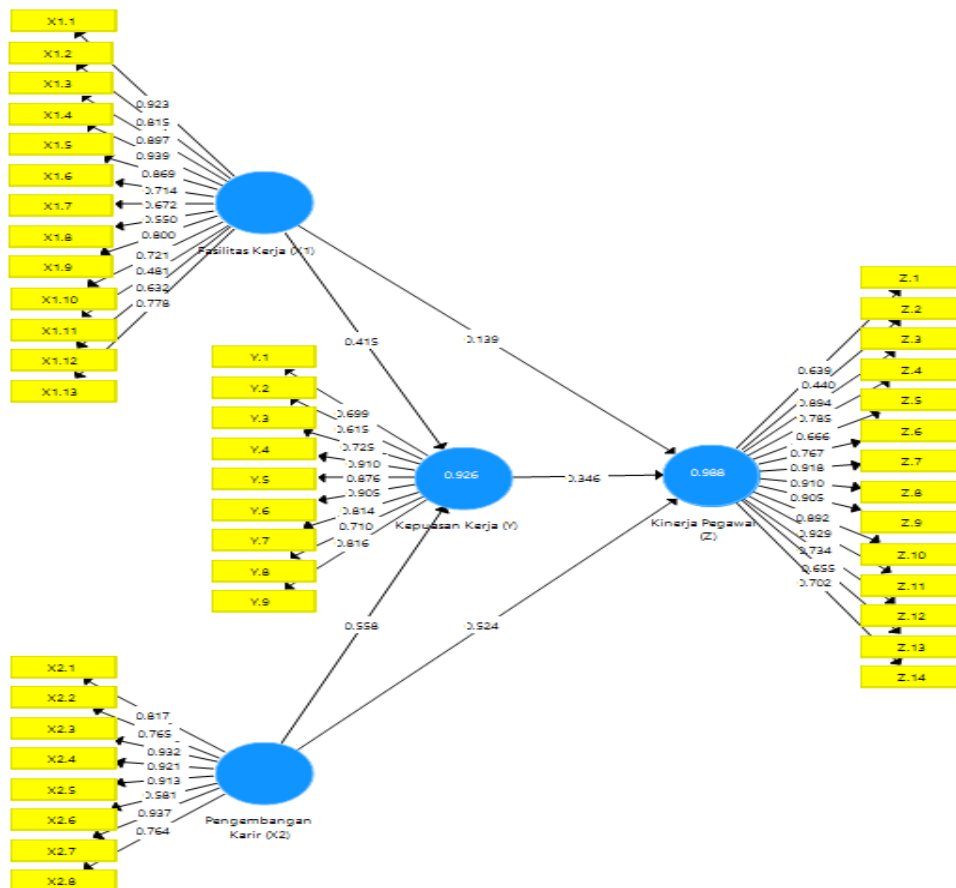 X1.1
X1.2
X1.3
X1.4
X1.5
X1.6
X1.7
X1.8
X1.9
X1.10
X1.11
X1.12
X1.13
0.923
0.815
0.897
0.939
0.869
0.714
0.672
0.550
0.800
0.721
0.481
0.632
0.778
Fasilitas Kerja (X1)
0.415
0.139
Y.1
Y.2
Y.3
Y.4
Y.5
Y.6
Y.7
Y.8
Y.9
0.699
0.615
0.725
0.910
0.876
0.905
0.814
0.710
0.816
0.926
Kepuasan Kerja (Y)
0.346
0.988
Kinerja Pegawai
(Z)
0.639
0.440
0.894
0.785
0.666
0.767
0.918
0.910
0.905
0.892
0.929
0.734
0.655
0.702
Z.1
Z.2
Z.3
Z.4
Z.5
Z.6
Z.7
Z.8
Z.9
Z.10
Z.11
Z.12
Z.13
Z.14
0.558
0.524
X2.1
X2.2
X2.3
X2.4
X2.5
X2.6
X2.7
X2.8
0.817
0.765
0.932
0.921
0.913
0.581
0.937
0.764
Pengembangan
Karir (X2)